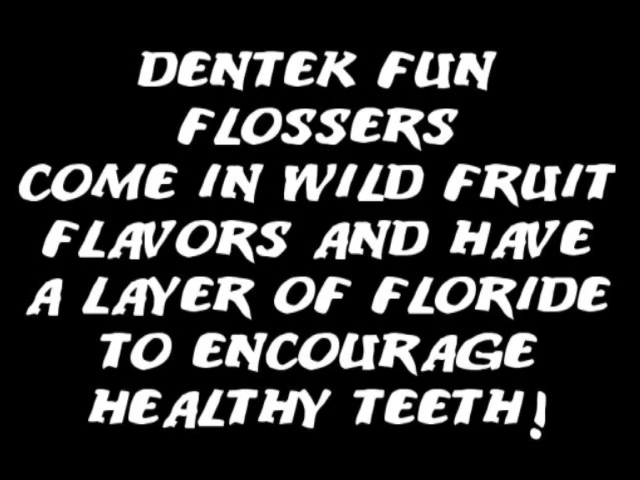 DENTEK FUN
FLOSSERS
COME IN WILD FRUIT
FLAVORS AND HAVE
A LAYER OF FLORIDE
TO ENCOURAGE
HEALTHY TEETH!